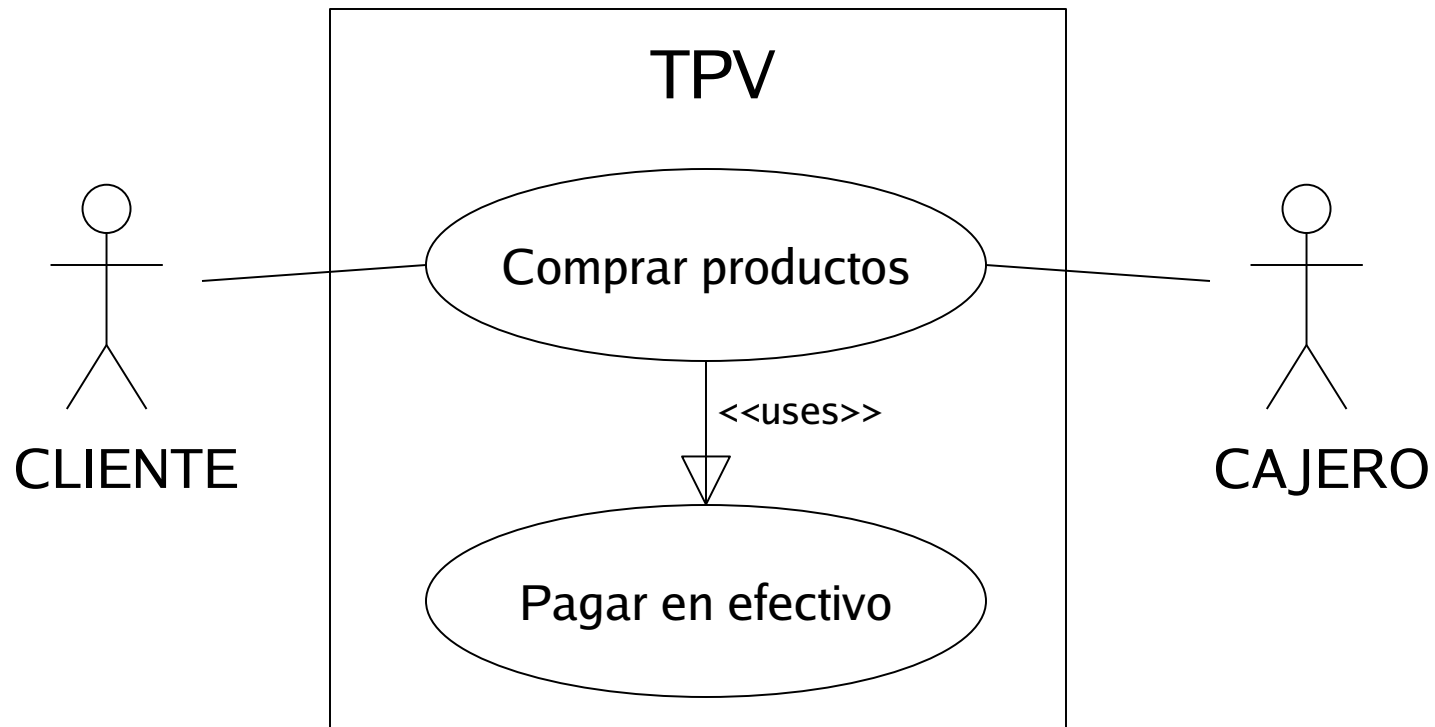 TPV
Comprar productos
<<uses>>
CLIENTE
CAJERO
Pagar en efectivo